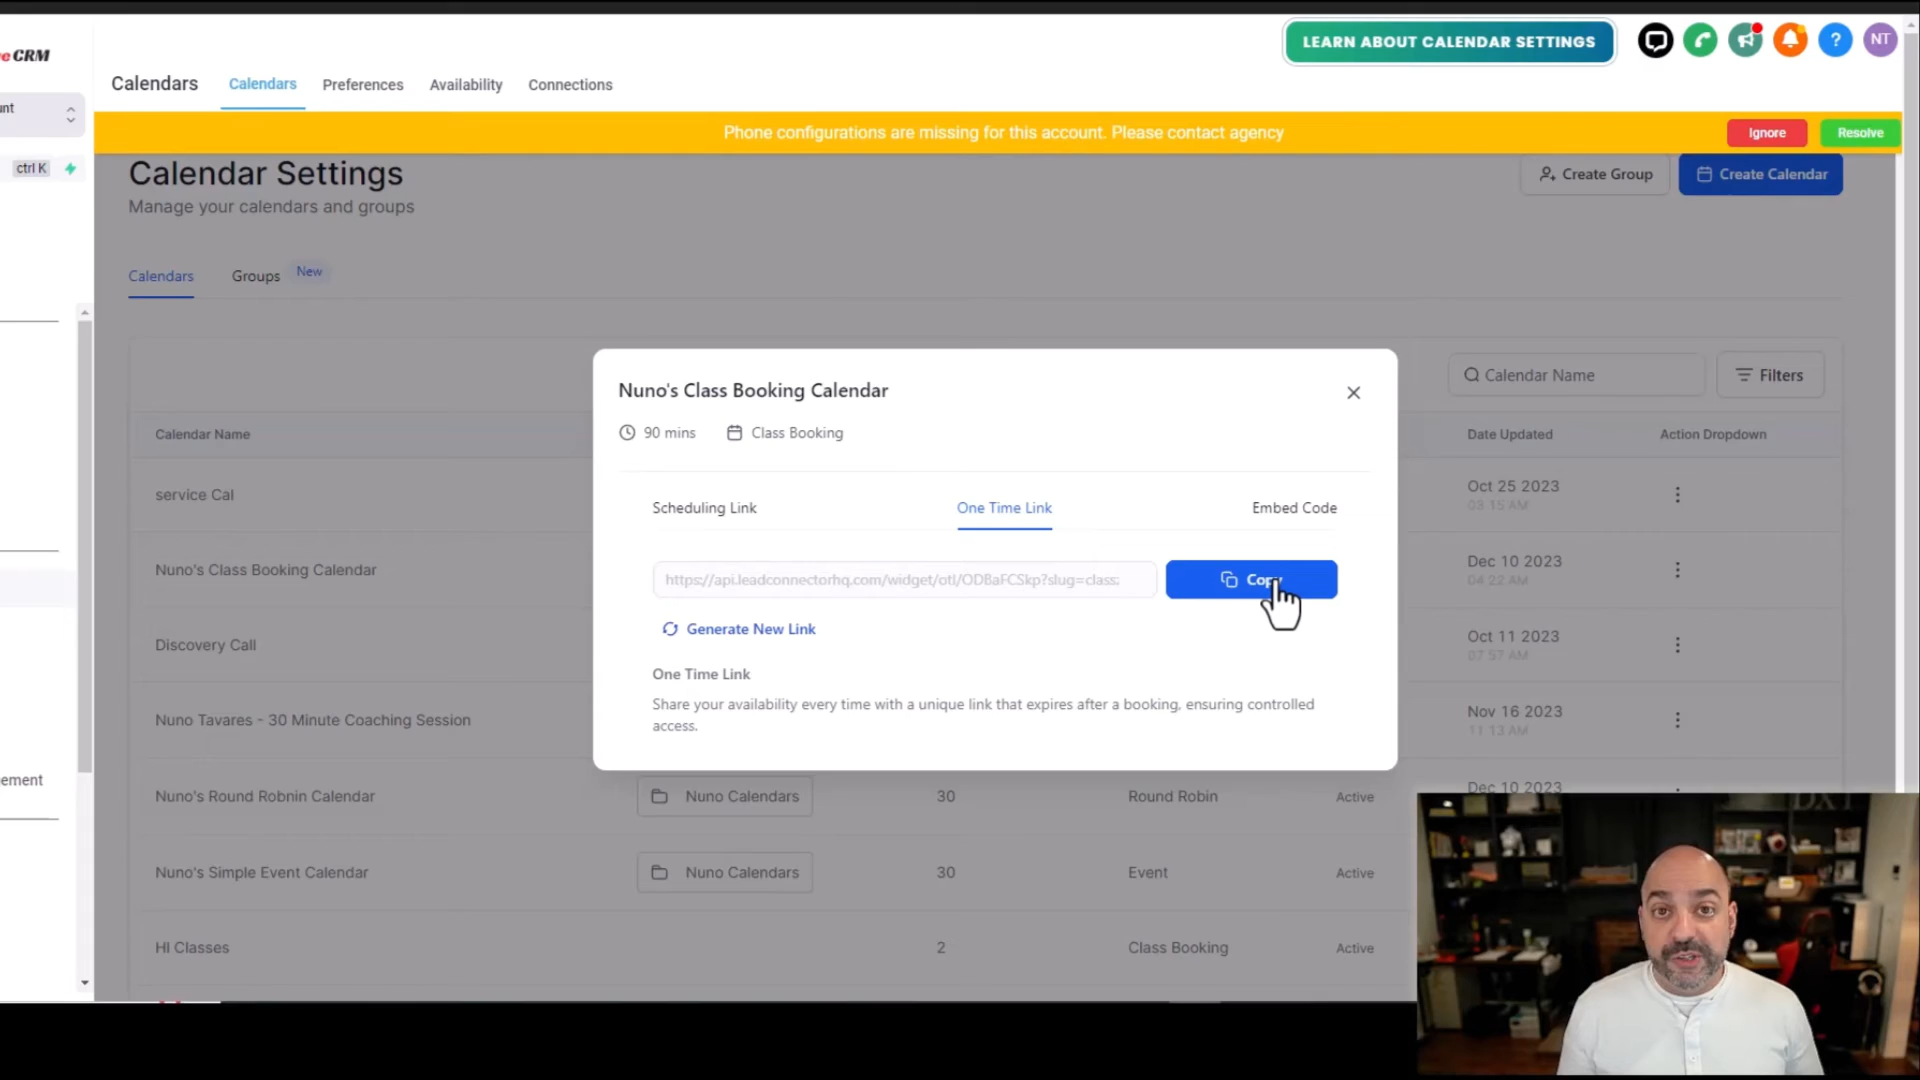 LEARN ABOUT CALENDAR SETTINGS
NT
e CRM
Calendars
Calendars
Preferences
Availability
Connections
unt
Phone configurations are missing for this account. Please contact agency
Ignore
Resolve
ctrl K
Calendar Settings
Create Group
Create Calendar
Manage your calendars and groups
Calendars
Groups
New
Calendar Name
Filters
Calendar Name
Date Updated
Action Dropdown
service Cal
Oct 25 2023
03 15 AM
Nuno's Class Booking Calendar
Dec 10 2023
04 22 AM
Discovery Call
Oct 11 2023
07 57 AM
Nuno Tavares - 30 Minute Coaching Session
Nov 16 2023
11 13 AM
Nuno's Class Booking Calendar
90 mins
Class Booking
Scheduling Link
One Time Link
Embed Code
https://api.leadconnectorhq.com/widget/otl/ODBaFCSkp?slug=class
Copy
Generate New Link
One Time Link
Share your availability every time with a unique link that expires after a booking, ensuring controlled
access.
ement
Nuno's Round Robnin Calendar
Nuno Calendars
30
Round Robin
Active
Dec 10 2023
Nuno's Simple Event Calendar
Nuno Calendars
30
Event
Active
HI Classes
2
Class Booking
Active